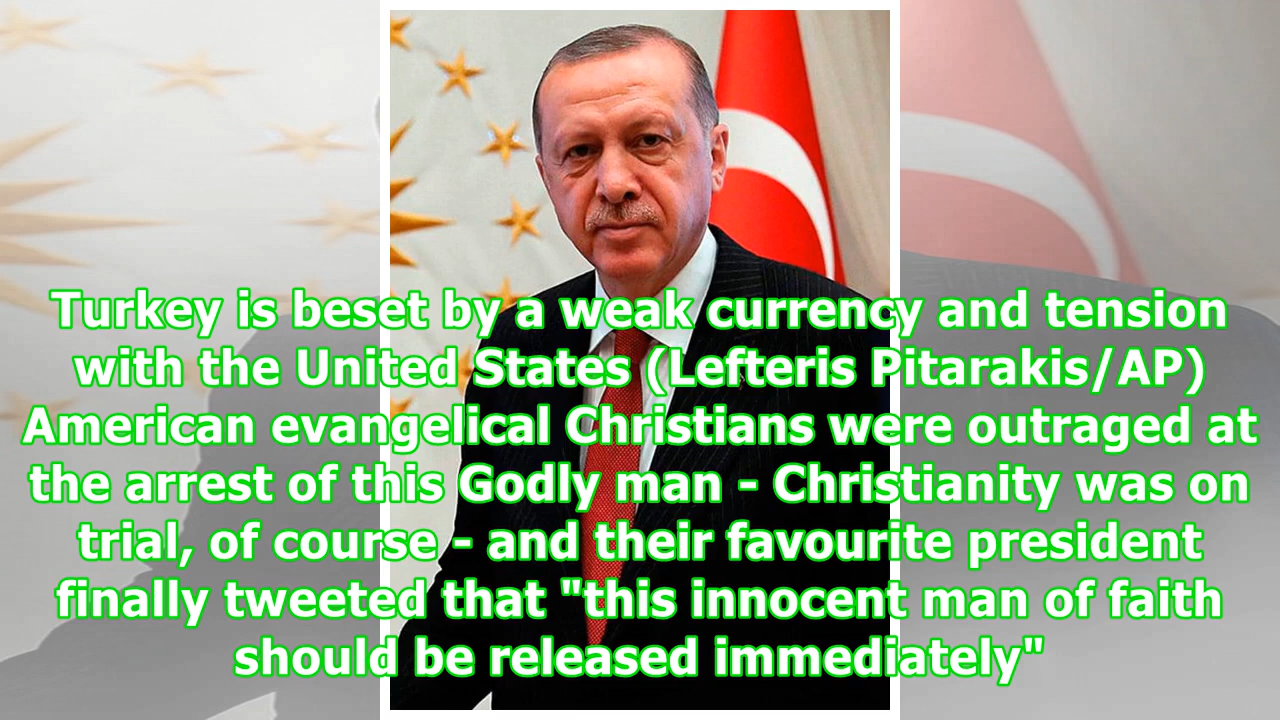 Turkey is beset by a weak currency and tension
with the United States (Lefteris Pitarakis/AP)
American evangelical Christians were outraged at
the arrest of this Godly man - Christianity was on
trial, of course - and their favourite president
finally tweeted that "this innocent man of faith
should be released immediately"